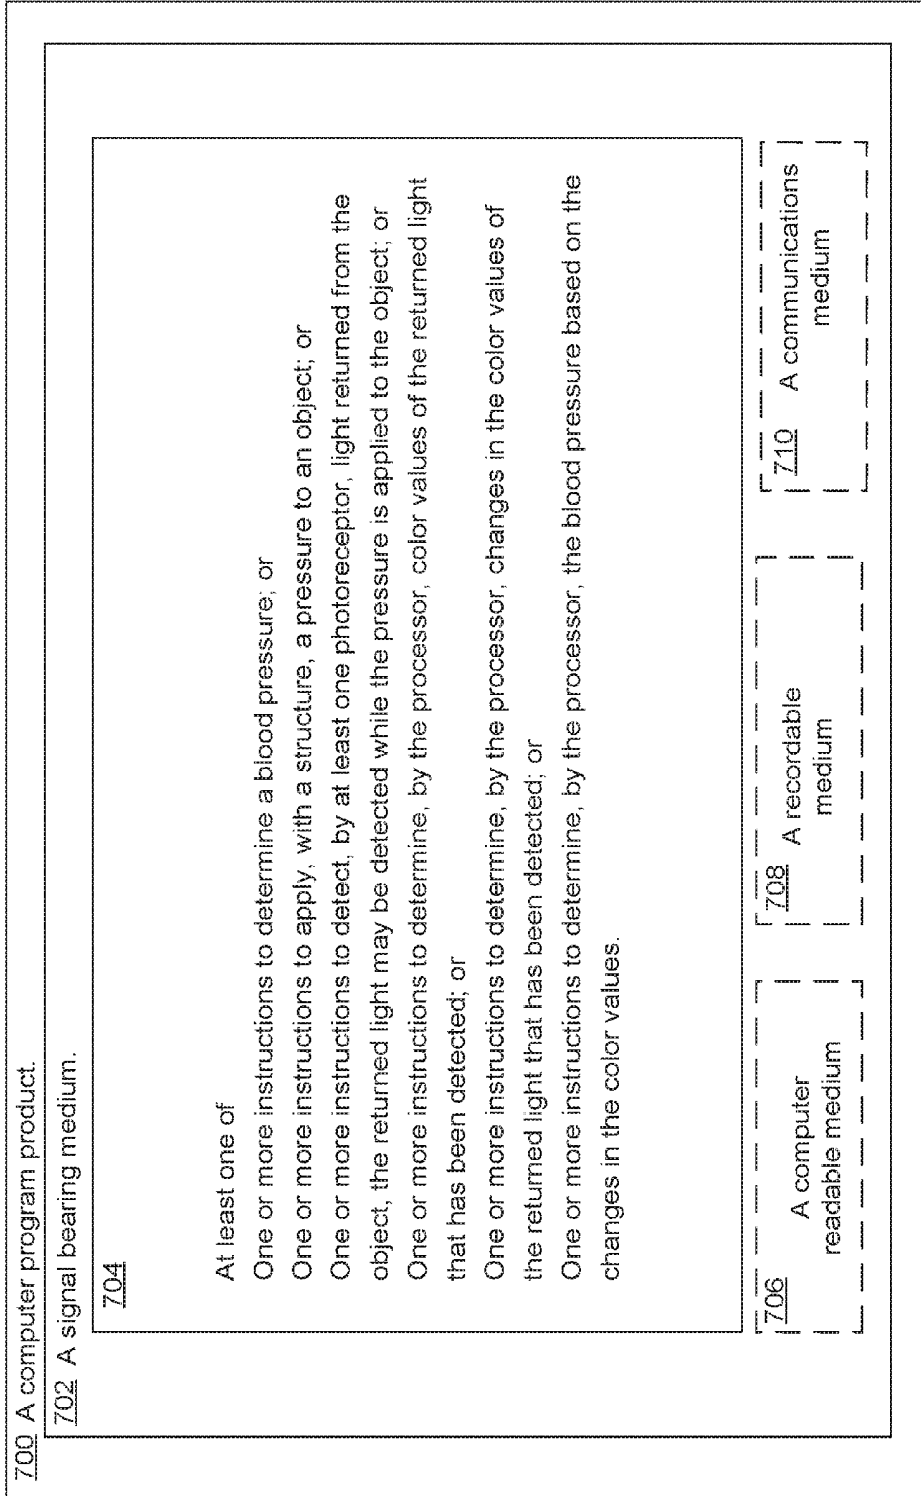 700 A computer program product.
702 A signal bearing medium.
704
At least one of
One or more instructions to determine a blood pressure; or
One or more instructions to apply, with a structure, a pressure to an object; or
One or more instructions to detect, by at least one photoreceptor, light returned from the
object, the returned light may be detected while the pressure is applied to the object; or
One or more instructions to determine, by the processor, color values of the returned light
that has been detected; or
One or more instructions to determine, by the processor, changes in the color values of
the returned light that has been detected; or
One or more instructions to determine, by the processor, the blood pressure based on the
changes in the color values.
706
A computer
readable medium
708
A recordable
medium
710
A communications
medium